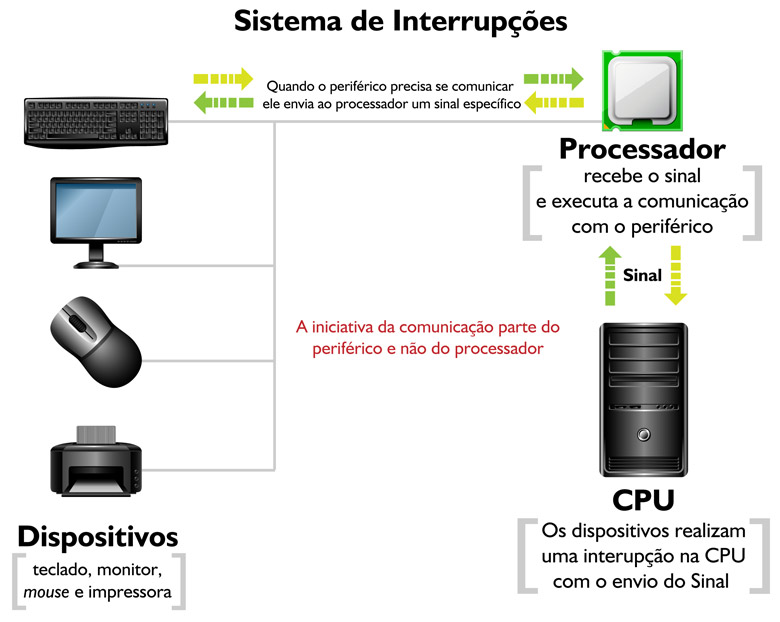 Sistema de Interrupções
Quando o periférico precisa se comunicar
ele envia ao processador um sinal específico
Processador
recebe o sinal
e executa a comunicação
com o periférico
Sinal
A iniciativa da comunicação parte do
periférico e não do processador
CPU
Os dispositivos realizam
uma interupção na CPU
com o envio do Sinal
Dispositivos
teclado, monitor,
mouse e impressora